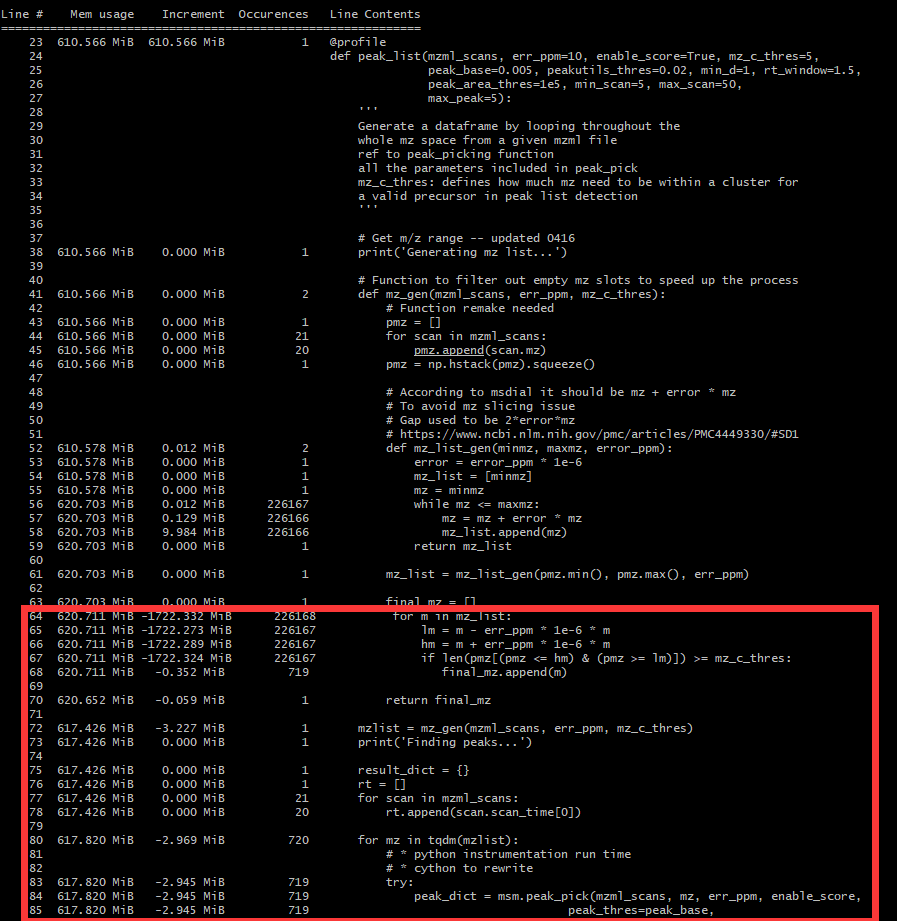 Line #    Mem usage    Increment  Occurences   Line Contents
============================================================
    23  610.566 MiB  610.566 MiB           1   @profile
    24                                         def peak_list(mzml_scans, err_ppm=10, enable_score=True, mz_c_thres=5,
    25                                                       peak_base=0.005, peakutils_thres=0.02, min_d=1, rt_window=1.5,
    26                                                       peak_area_thres=1e5, min_scan=5, max_scan=50,
    27                                                       max_peak=5):
    28                                             '''
    29                                             Generate a dataframe by looping throughout the
    30                                             whole mz space from a given mzml file
    31                                             ref to peak_picking function
    32                                             all the parameters included in peak_pick
    33                                             mz_c_thres: defines how much mz need to be within a cluster for
    34                                             a valid precursor in peak list detection
    35                                             '''
    36
    37                                             # Get m/z range -- updated 0416
    38  610.566 MiB    0.000 MiB           1       print('Generating mz list...')
    39
    40                                             # Function to filter out empty mz slots to speed up the process
    41  610.566 MiB    0.000 MiB           2       def mz_gen(mzml_scans, err_ppm, mz_c_thres):
    42                                                 # Function remake needed
    43  610.566 MiB    0.000 MiB           1           pmz = []
    44  610.566 MiB    0.000 MiB          21           for scan in mzml_scans:
    45  610.566 MiB    0.000 MiB          20               pmz.append(scan.mz)
    46  610.566 MiB    0.000 MiB           1           pmz = np.hstack(pmz).squeeze()
    47
    48                                                 # According to msdial it should be mz + error * mz
    49                                                 # To avoid mz slicing issue
    50                                                 # Gap used to be 2*error*mz
    51                                                 # https://www.ncbi.nlm.nih.gov/pmc/articles/PMC4449330/#SD1
    52  610.578 MiB    0.012 MiB           2           def mz_list_gen(minmz, maxmz, error_ppm):
    53  610.578 MiB    0.000 MiB           1               error = error_ppm * 1e-6
    54  610.578 MiB    0.000 MiB           1               mz_list = [minmz]
    55  610.578 MiB    0.000 MiB           1               mz = minmz
    56  620.703 MiB    0.012 MiB      226167               while mz <= maxmz:
    57  620.703 MiB    0.129 MiB      226166                   mz = mz + error * mz
    58  620.703 MiB    9.984 MiB      226166                   mz_list.append(mz)
    59  620.703 MiB    0.000 MiB           1               return mz_list
    60
    61  620.703 MiB    0.000 MiB           1           mz_list = mz_list_gen(pmz.min(), pmz.max(), err_ppm)
    62
    63  620.703 MiB    0.000 MiB           1           final_mz = []
    64  620.711 MiB -1722.332 MiB      226168           for m in mz_list:
    65  620.711 MiB -1722.273 MiB      226167               lm = m - err_ppm * 1e-6 * m
    66  620.711 MiB -1722.289 MiB      226167               hm = m + err_ppm * 1e-6 * m
    67  620.711 MiB -1722.324 MiB      226167               if len(pmz[(pmz <= hm) & (pmz >= lm)]) >= mz_c_thres:
    68  620.711 MiB   -0.352 MiB         719                   final_mz.append(m)
    69
    70  620.652 MiB   -0.059 MiB           1           return final_mz
    71
    72  617.426 MiB   -3.227 MiB           1       mzlist = mz_gen(mzml_scans, err_ppm, mz_c_thres)
    73  617.426 MiB    0.000 MiB           1       print('Finding peaks...')
    74
    75  617.426 MiB    0.000 MiB           1       result_dict = {}
    76  617.426 MiB    0.000 MiB           1       rt = []
    77  617.426 MiB    0.000 MiB          21       for scan in mzml_scans:
    78  617.426 MiB    0.000 MiB          20           rt.append(scan.scan_time[0])
    79
    80  617.820 MiB   -2.969 MiB         720       for mz in tqdm(mzlist):
    81                                                 # * python instrumentation run time
    82                                                 # * cython to rewrite
    83  617.820 MiB   -2.945 MiB         719           try:
    84  617.820 MiB   -2.945 MiB         719               peak_dict = msm.peak_pick(mzml_scans, mz, err_ppm, enable_score,
    85  617.820 MiB   -2.945 MiB         719                                     peak_thres=peak_base,